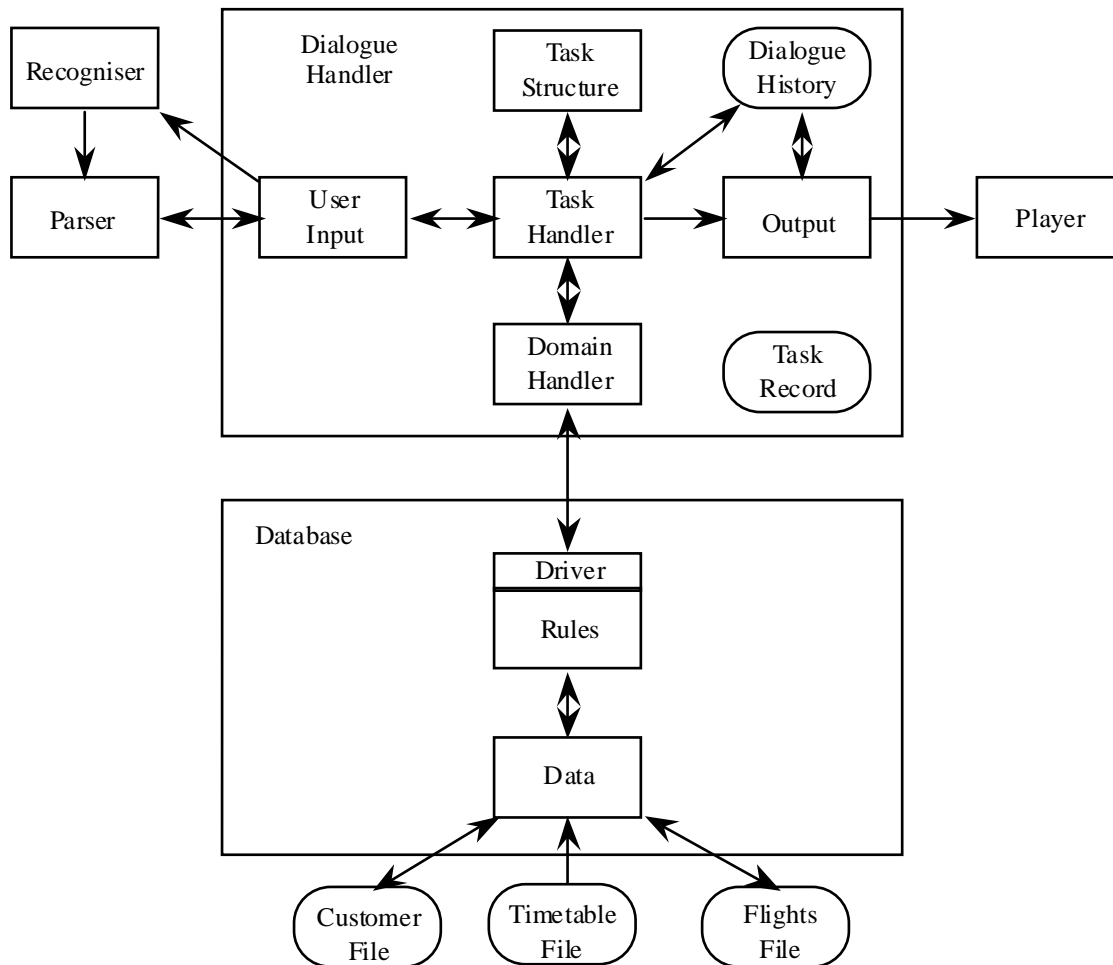 Recogniser
Dialogue
Handler
Task
Structure
Dialogue
History
Parser
User
Input
Task
Handler
Output
Player
Domain
Handler
Task
Record
Database
Driver
Rules
Data
Customer
File
Timetable
File
Flights
File